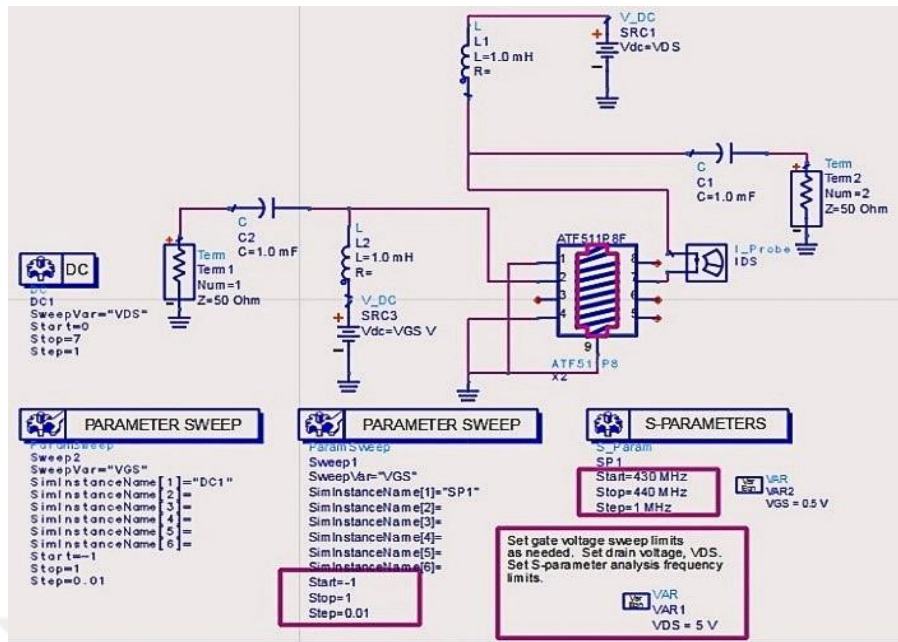 V_DC
SRC1
Vdc=VDS
L
L1
L=1.0 mH
R=
C
C1
C=1.0 mF
Term
Term2
Num=2
Z=50 Ohm
C
C2
C=1.0 mF
L
L2
L=1.0 mH
R=
Term
Term1
Num=1
Z=50 Ohm
V_DC
SRC3
Vdc=VGS V
ATF511P8F
1
2
3
4
8
7
6
5
9
ATF51 P8
X2
I_Probe
IDS
DC
DC
DC1
SweepVar="VDS"
Start=0
Stop=7
Step=1
PARAMETER SWEEP
ParamSweep
Sweep2
SweepVar="VGS"
SimInstanceName[1]="DC1"
SimInstanceName[2]=
SimInstanceName[3]=
SimInstanceName[4]=
SimInstanceName[5]=
SimInstanceName[6]=
Start=-1
Stop=1
Step=0.01
PARAMETER SWEEP
ParamSweep
Sweep1
SweepVar="VGS"
SimInstanceName[1]="SP1"
SimInstanceName[2]=
SimInstanceName[3]=
SimInstanceName[4]=
SimInstanceName[5]=
SimInstanceName[6]=
Start=-1
Stop=1
Step=0.01
S-PARAMETERS
S_Param
SP1
Start=430 MHz
Stop=440 MHz
Step=1 MHz
Var
Eqn
VAR
VAR2
VGS = 0.5 V
Set gate voltage sweep limits
as needed. Set drain voltage, VDS.
Set S-parameter analysis frequency
limits.
Var
Eqn
VAR
VAR1
VDS = 5 V